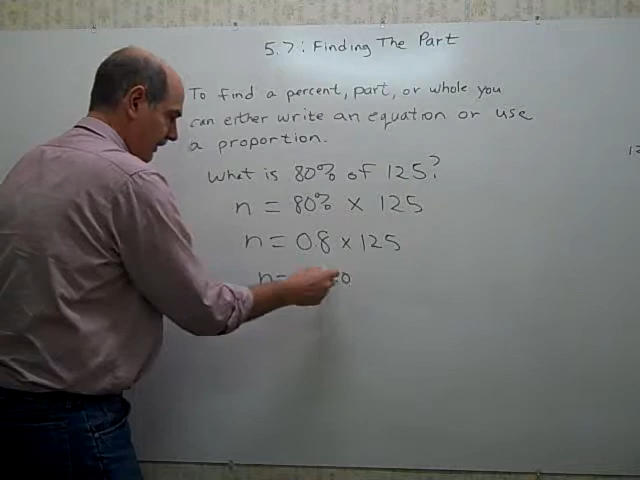 5.7: Finding The Part
To find a percent, part, or whole you
can either write an equation or use
a proportion.
What is 80% of 125?
n = 80% × 125
n = 0.8 × 125
n =